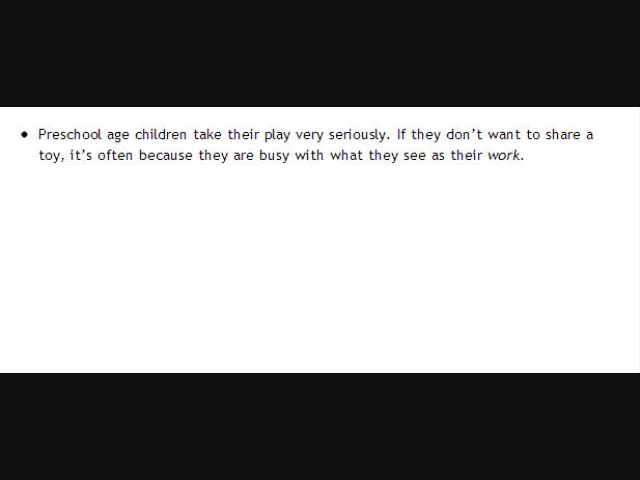 • Preschool age children take their play very seriously. If they don't want to share a
toy, it's often because they are busy with what they see as their work.